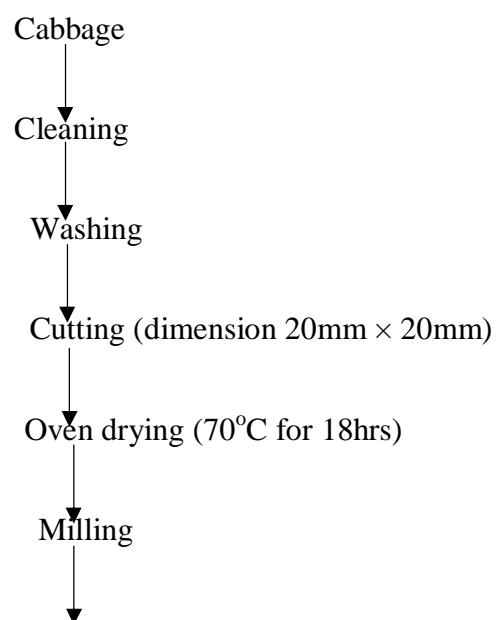 Cabbage
Cleaning
Washing
Cutting (dimension 20mm × 20mm)
Oven drying (70°C for 18hrs)
Milling